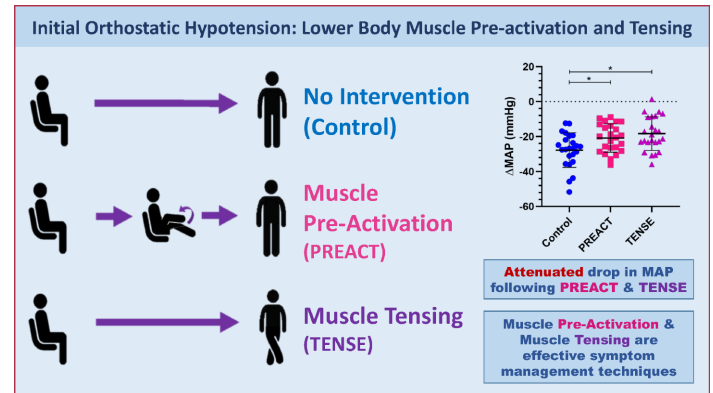 Initial Orthostatic Hypotension: Lower Body Muscle Pre-activation and Tensing
No Intervention
(Control)
Muscle
Pre-Activation
(PREACT)
Muscle Tensing
(TENSE)
ΔMAP (mmHg)
20
0
-20
-40
-60
*
*
Control
PREACT
TENSE
Attenuated drop in MAP
following PREACT & TENSE
Muscle Pre-Activation &
Muscle Tensing are
effective symptom
management techniques